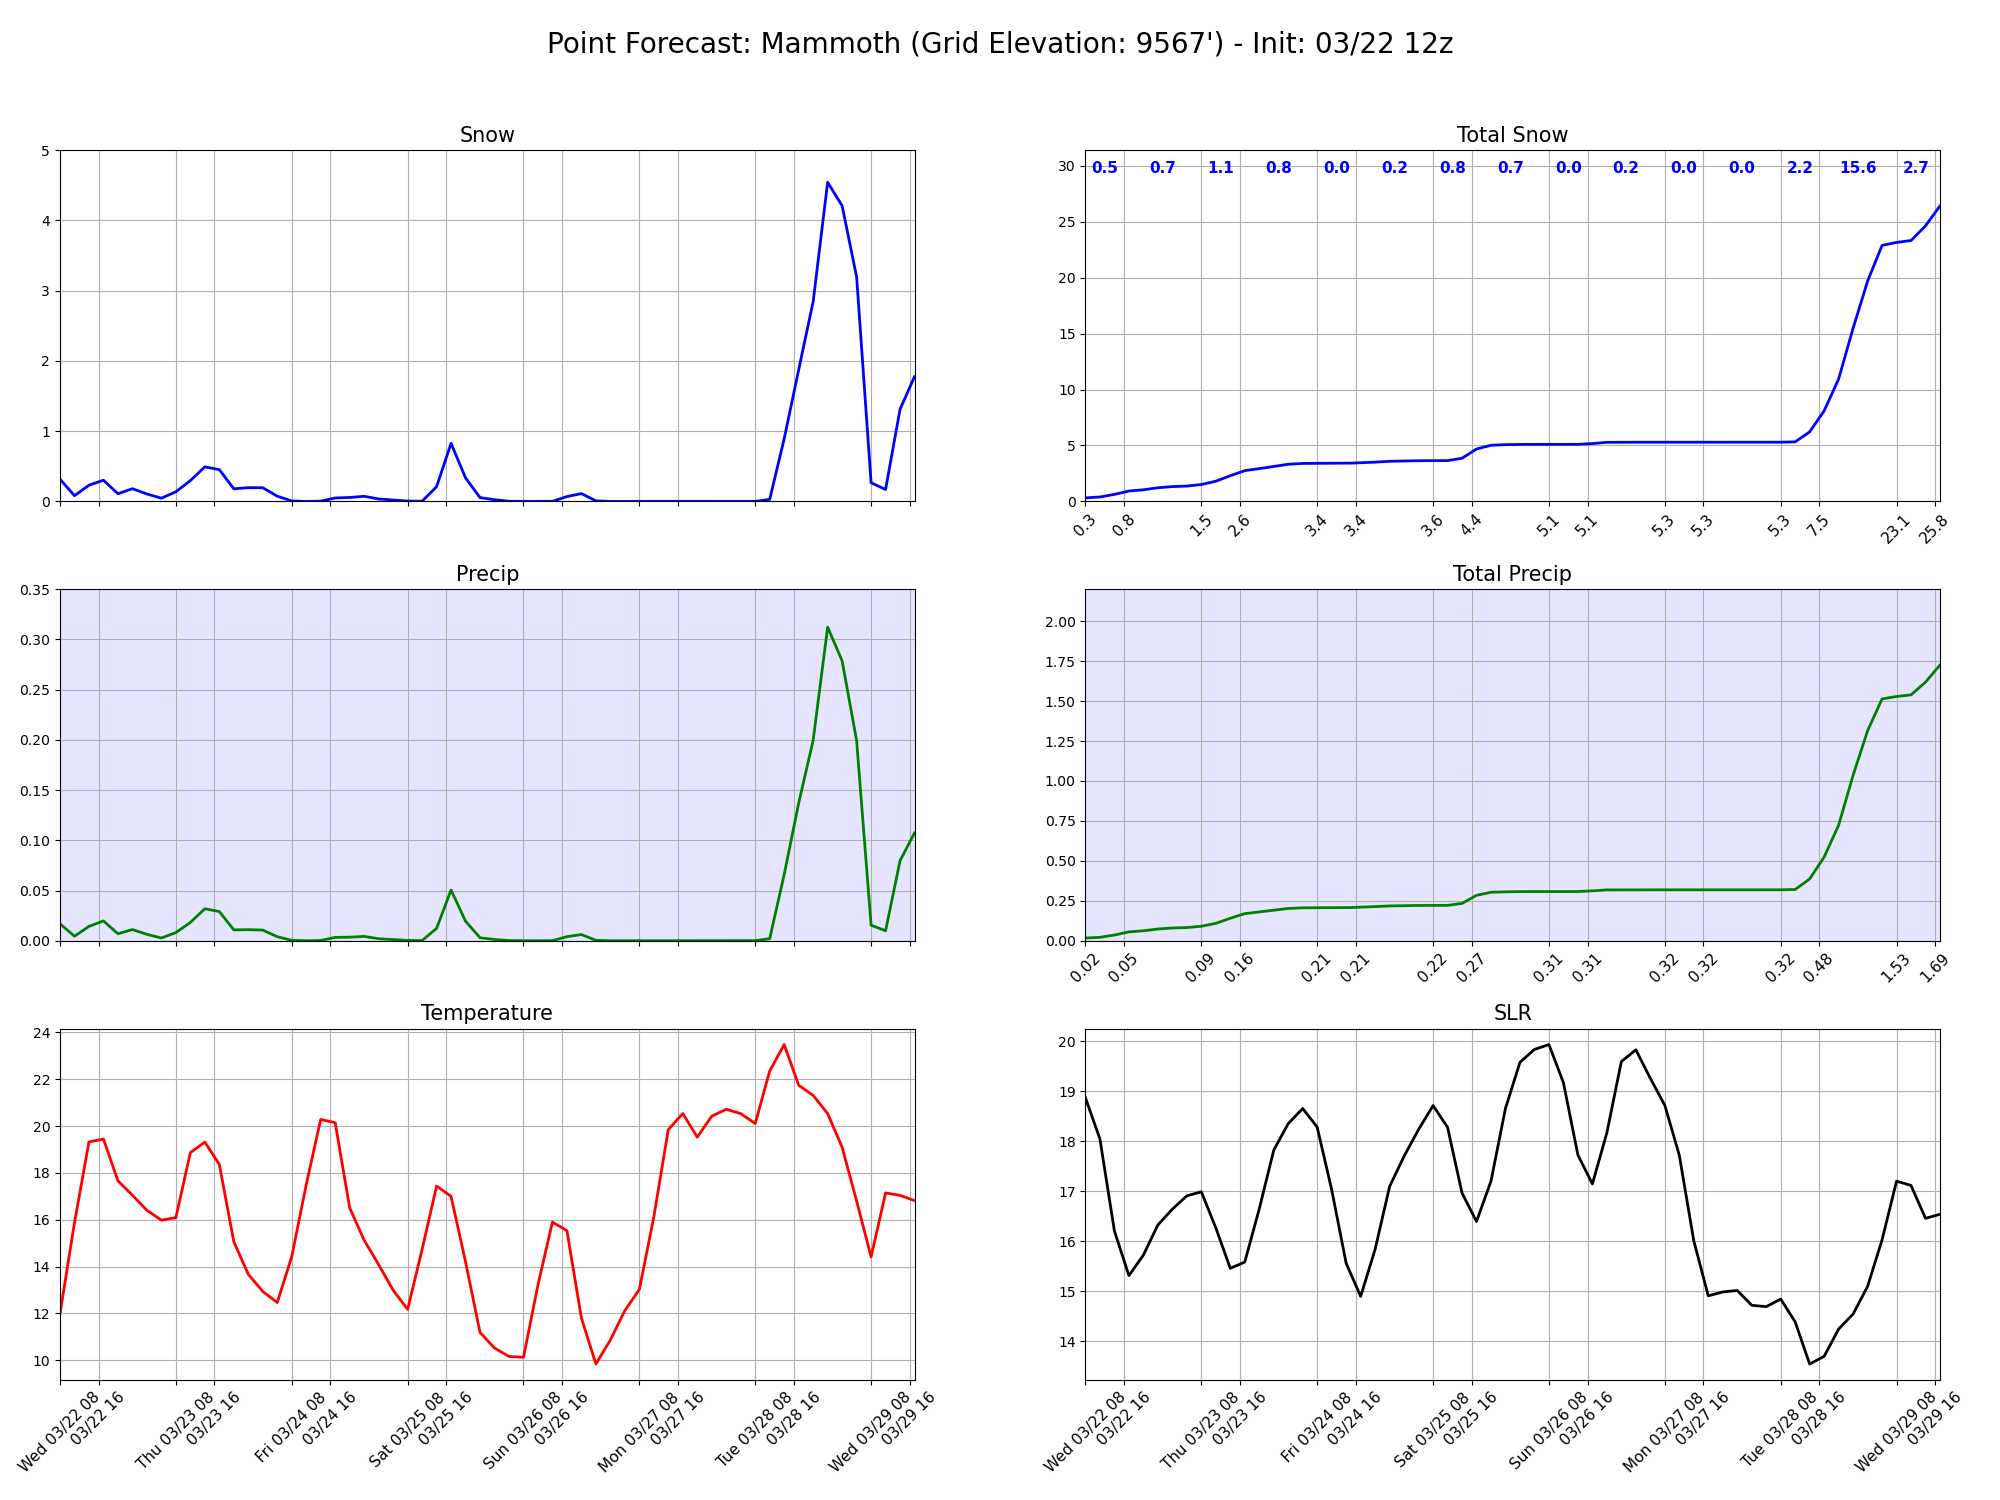 Point Forecast: Mammoth (Grid Elevation: 9567') - Init: 03/22 12z
Snow
5
4
3
2
1
0
Total Snow
0.5 0.7 1.1 0.8 0.0 0.2 0.8 0.7 0.0 0.2 0.0 0.0 2.2 15.6 2.7
30
25
20
15
10
5
0
0.3 0.8 1.5 2.6 3.4 3.4 3.6 4.4 5.1 5.1 5.3 5.3 5.3 7.5 23.1 25.8
Precip
0.35
0.30
0.25
0.20
0.15
0.10
0.05
0.00
Total Precip
2.00
1.75
1.50
1.25
1.00
0.75
0.50
0.25
0.00
0.02 0.05 0.09 0.16 0.21 0.21 0.22 0.27 0.31 0.31 0.32 0.32 0.32 0.48 1.53 1.69
Temperature
24
22
20
18
16
14
12
10
Wed 03/22 08
03/22 16
Thu 03/23 08
03/23 16
Fri 03/24 08
03/24 16
Sat 03/25 08
03/25 16
Sun 03/26 08
03/26 16
Mon 03/27 08
03/27 16
Tue 03/28 08
03/28 16
Wed 03/29 08
03/29 16
SLR
20
19
18
17
16
15
14
Wed 03/22 08
03/22 16
Thu 03/23 08
03/23 16
Fri 03/24 08
03/24 16
Sat 03/25 08
03/25 16
Sun 03/26 08
03/26 16
Mon 03/27 08
03/27 16
Tue 03/28 08
03/28 16
Wed 03/29 08
03/29 16